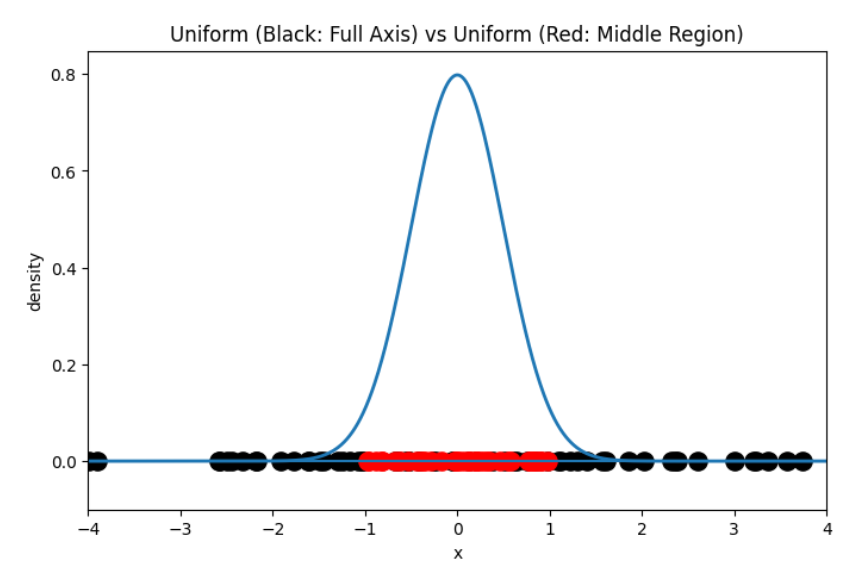 Uniform (Black: Full Axis) vs Uniform (Red: Middle Region)
0.8
0.6
0.4
0.2
0.0
density
−4 −3 −2 −1 0 1 2 3 4
x